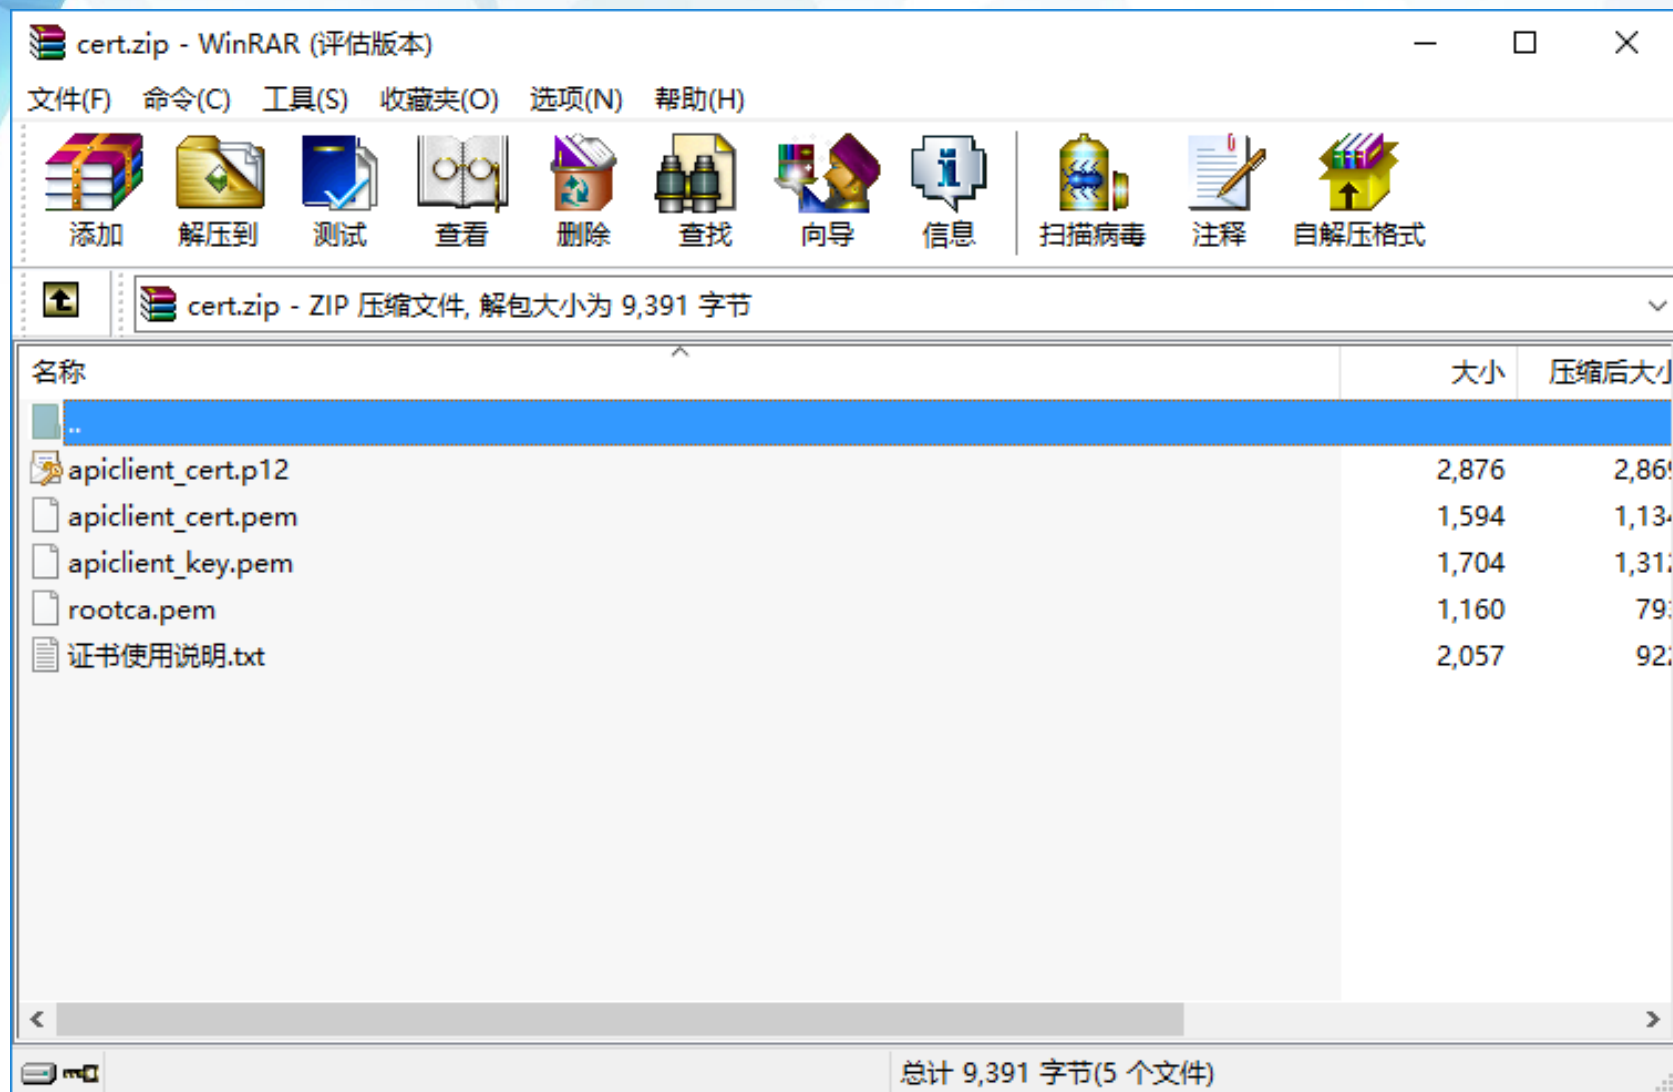 cert.zip - WinRAR (评估版本)
文件(F) 命令(C) 工具(S) 收藏夹(O) 选项(N) 帮助(H)
添加 解压到 测试 查看 删除 查找 向导 信息 扫描病毒 注释 自解压格式
cert.zip - ZIP 压缩文件, 解包大小为 9,391 字节
名称 大小 压缩后大小
..
apiclient_cert.p12 2,876
apiclient_cert.pem 1,594
apiclient_key.pem 1,704
rootca.pem 1,160
证书使用说明.txt 2,057
总计 9,391 字节(5 个文件)